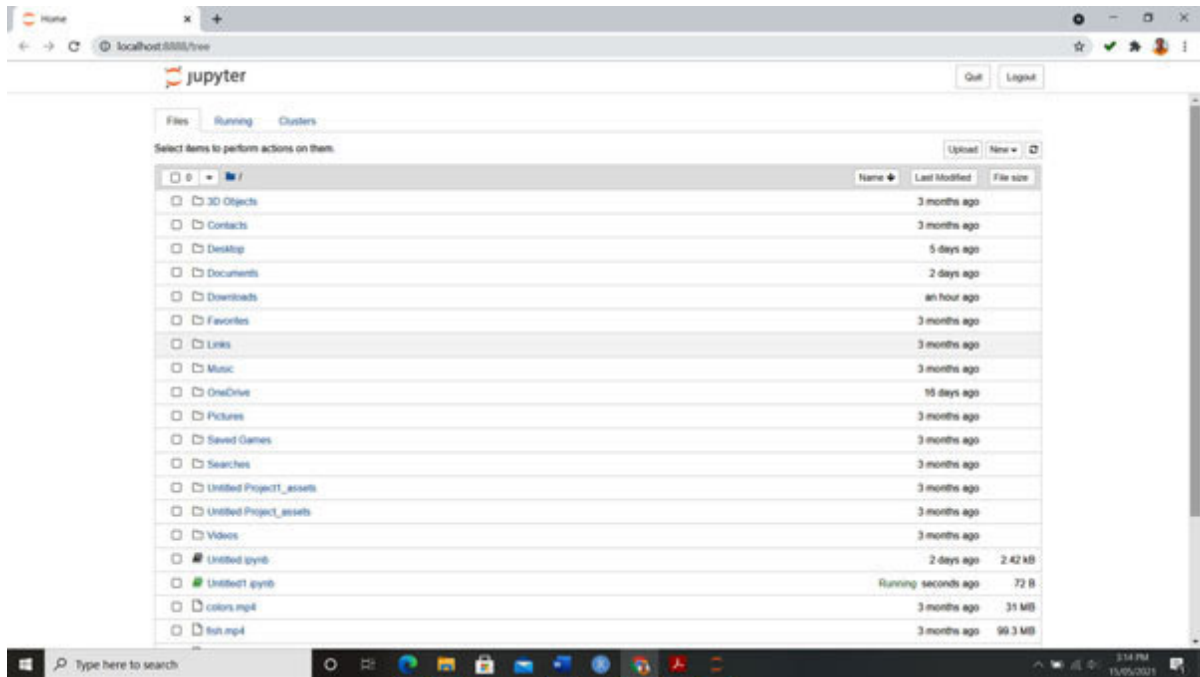 Home
localhost:8888/tree
jupyter
Quit Logout
Files Running Clusters
Select items to perform actions on them.
Upload New
0 / Name Last Modified File size
3D Objects 3 months ago
Contacts 3 months ago
Desktop 5 days ago
Documents 2 days ago
Downloads an hour ago
Favorites 3 months ago
Links 3 months ago
Music 3 months ago
OneDrive 16 days ago
Pictures 3 months ago
Saved Games 3 months ago
Searches 3 months ago
Untitled Project1_assets 3 months ago
Untitled Project_assets 3 months ago
Videos 3 months ago
Untitled.ipynb 2 days ago 2.42 kB
Untitled1.ipynb Running seconds ago 72 B
colors.mp4 3 months ago 31 MB
fish.mp4 3 months ago 99.3 MB
Type here to search
3:14 PM
15/05/2021